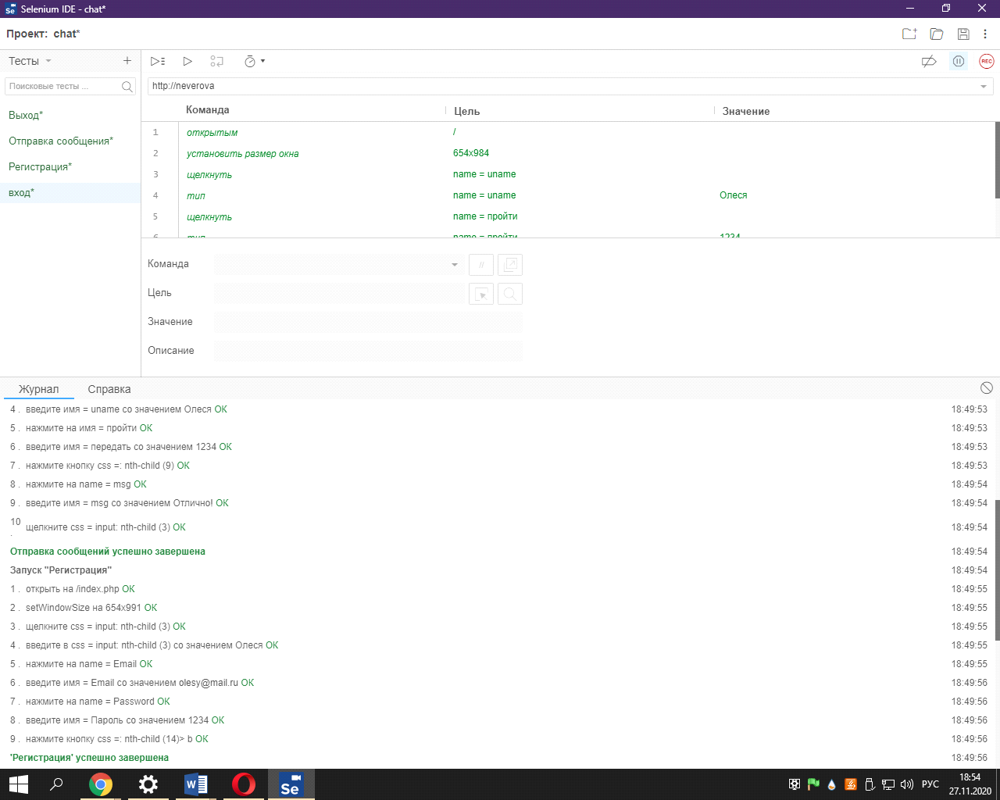 Selenium IDE - chat*
Проект: chat*
Тесты
Поисковые тесты ...
Выход*
Отправка сообщения*
Регистрация*
вход*
REC
http://neverova
Команда Цель Значение
1 открытым /
2 установить размер окна 654x984
3 щелкнуть name = uname
4 тип name = uname Олеся
5 щелкнуть name = пройти
6 тип name = пройти 1234
Команда
//
Цель
Значение
Описание
Журнал Справка
4 . введите имя = uname со значением Олеся OK 18:49:53
5 . нажмите на имя = пройти OK 18:49:53
6 . введите имя = передать со значением 1234 OK 18:49:53
7 . нажмите кнопку css =: nth-child (9) OK 18:49:53
8 . нажмите на name = msg OK 18:49:54
9 . введите имя = msg со значением Отлично! OK 18:49:54
10 . щелкните css = input: nth-child (3) OK 18:49:54
Отправка сообщений успешно завершена 18:49:54
Запуск "Регистрация" 18:49:54
1 . открыть на /index.php OK 18:49:55
2 . setWindowSize на 654x991 OK 18:49:55
3 . щелкните css = input: nth-child (3) OK 18:49:55
4 . введите в css = input: nth-child (3) со значением Олеся OK 18:49:55
5 . нажмите на name = Email OK 18:49:55
6 . введите имя = Email со значением olesy@mail.ru OK 18:49:56
7 . нажмите на name = Password OK 18:49:56
8 . введите имя = Пароль со значением 1234 OK 18:49:56
9 . нажмите кнопку css =: nth-child (14)> b OK 18:49:56
'Регистрация' успешно завершена 18:49:56
Se
РУС
18:54
27.11.2020